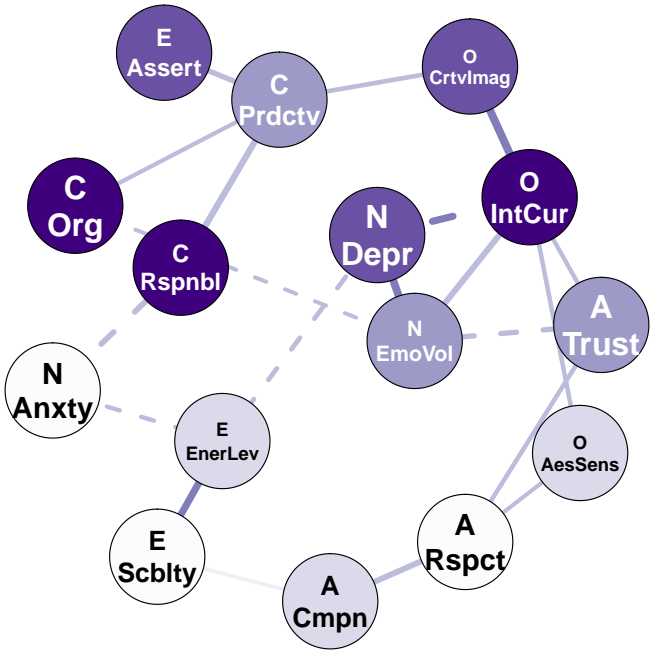 E
Assert
O
CrtvImag
C
Prdctv
C
Org
O
IntCur
N
Depr
C
Rspnbl
A
Trust
N
EmoVol
N
Anxty
E
EnerLev
O
AesSens
E
Scblty
A
Rspct
A
Cmpn